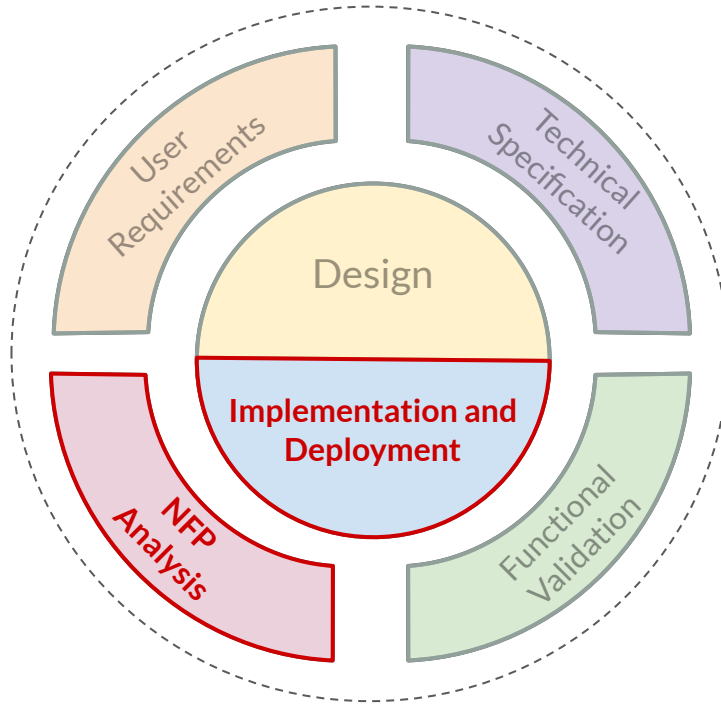 User
Requirements
Technical
Specification
Design
Implementation and
Deployment
NFP
Analysis
Functional
Validation